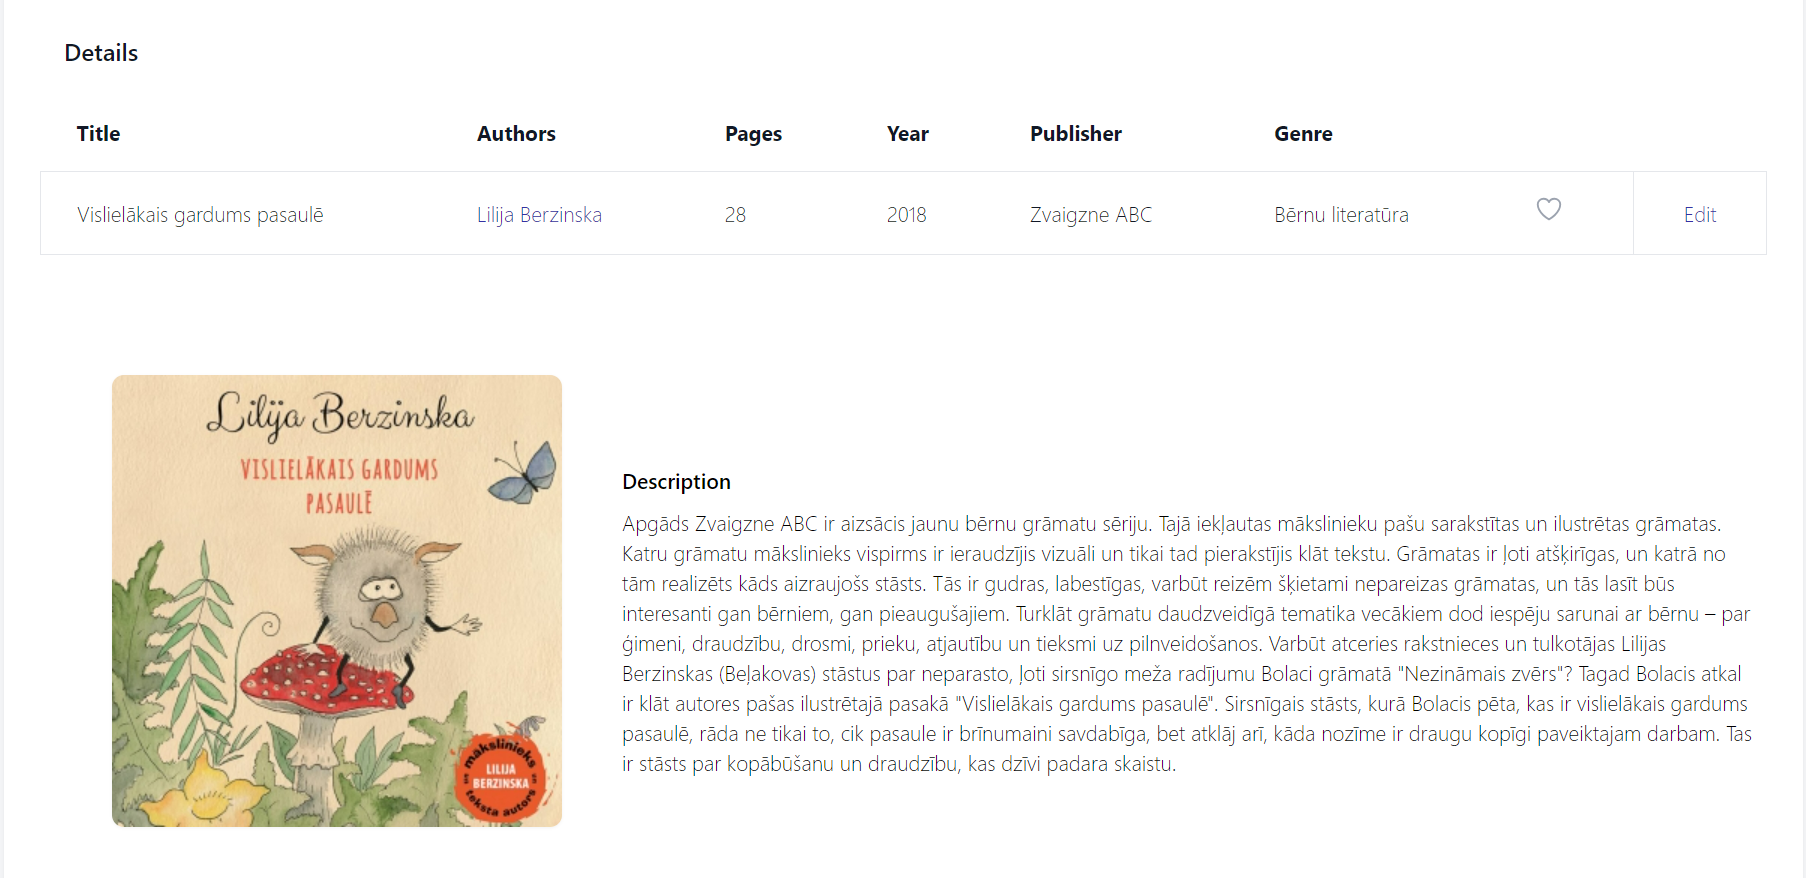 Details
Title Authors Pages Year Publisher Genre
Vislielākais gardums pasaulē Lilija Berzinska 28 2018 Zvaigzne ABC Bērnu literatūra Edit
Lilija Berzinska
VISLIELĀKAIS GARDUMS
PASAULĒ
mākslinieks
un
LILIJA
BERZINSKA
teksta autors
Description
Apgāds Zvaigzne ABC ir aizsācis jaunu bērnu grāmatu sēriju. Tajā iekļautas mākslinieku pašu sarakstītas un ilustrētas grāmatas.
Katru grāmatu mākslinieks vispirms ir ieraudzījis vizuāli un tikai tad pierakstījis klāt tekstu. Grāmatas ir ļoti atšķirīgas, un katrā no
tām realizēts kāds aizraujošs stāsts. Tās ir gudras, labestīgas, varbūt reizēm šķietami nepareizas grāmatas, un tās lasīt būs
interesanti gan bērniem, gan pieaugušajiem. Turklāt grāmatu daudzveidīgā tematika vecākiem dod iespēju sarunai ar bērnu – par
ģimeni, draudzību, drosmi, prieku, atjautību un tieksmi uz pilnveidošanos. Varbūt atceries rakstnieces un tulkotājas Lilijas
Berzinskas (Beļakovas) stāstus par neparasto, ļoti sirsnīgo meža radījumu Bolaci grāmatā "Nezināmais zvērs"? Tagad Bolacis atkal
ir klāt autores pašas ilustrētajā pasakā "Vislielākais gardums pasaulē". Sirsnīgais stāsts, kurā Bolacis pēta, kas ir vislielākais gardums
pasaulē, rāda ne tikai to, cik pasaule ir brīnumaini savdabīga, bet atklāj arī, kāda nozīme ir draugu kopīgi paveiktajam darbam. Tas
ir stāsts par kopābūšanu un draudzību, kas dzīvi padara skaistu.